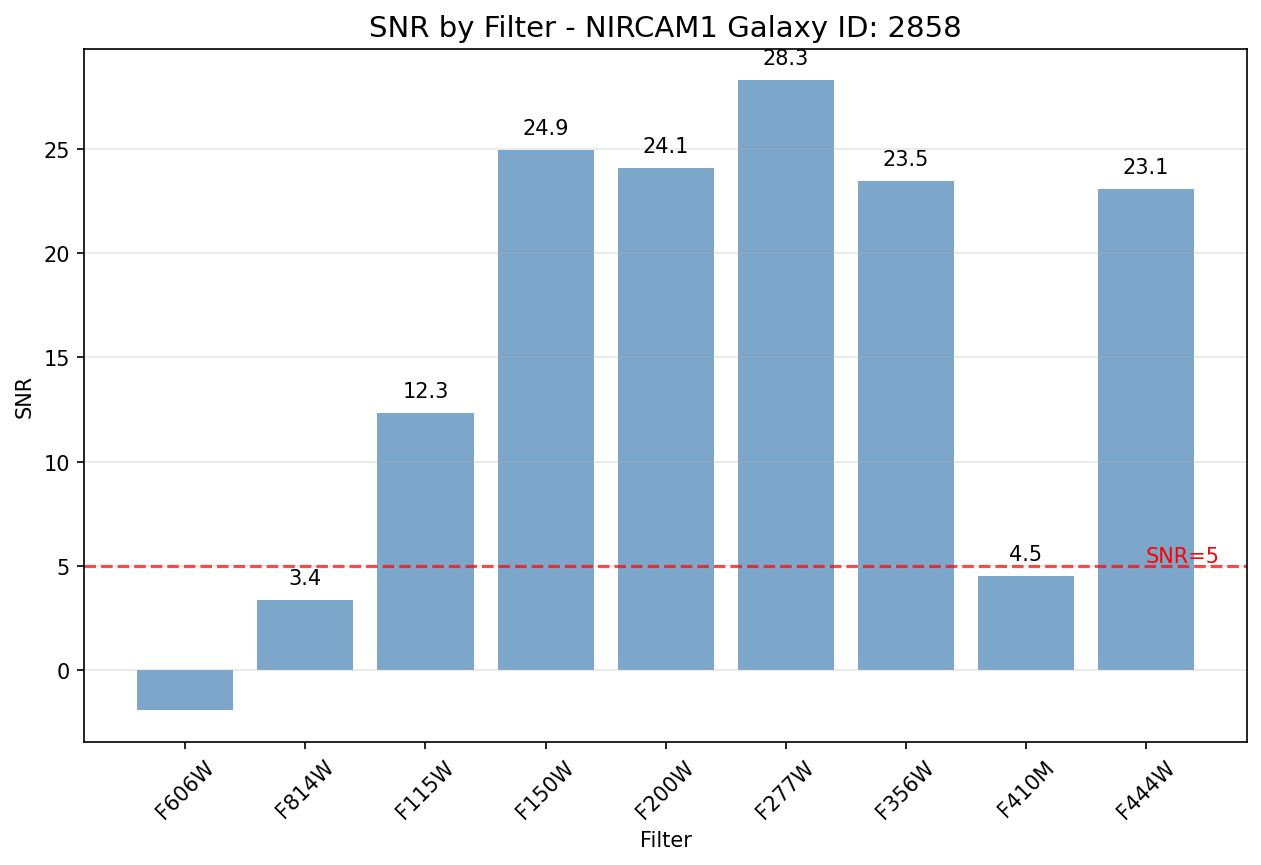 SNR by Filter - NIRCAM1 Galaxy ID: 2858
SNR
25
20
15
10
5
0
3.4
12.3
24.9
24.1
28.3
23.5
4.5
23.1
SNR=5
F606W
F814W
F115W
F150W
F200W
F277W
F356W
F410M
F444W
Filter